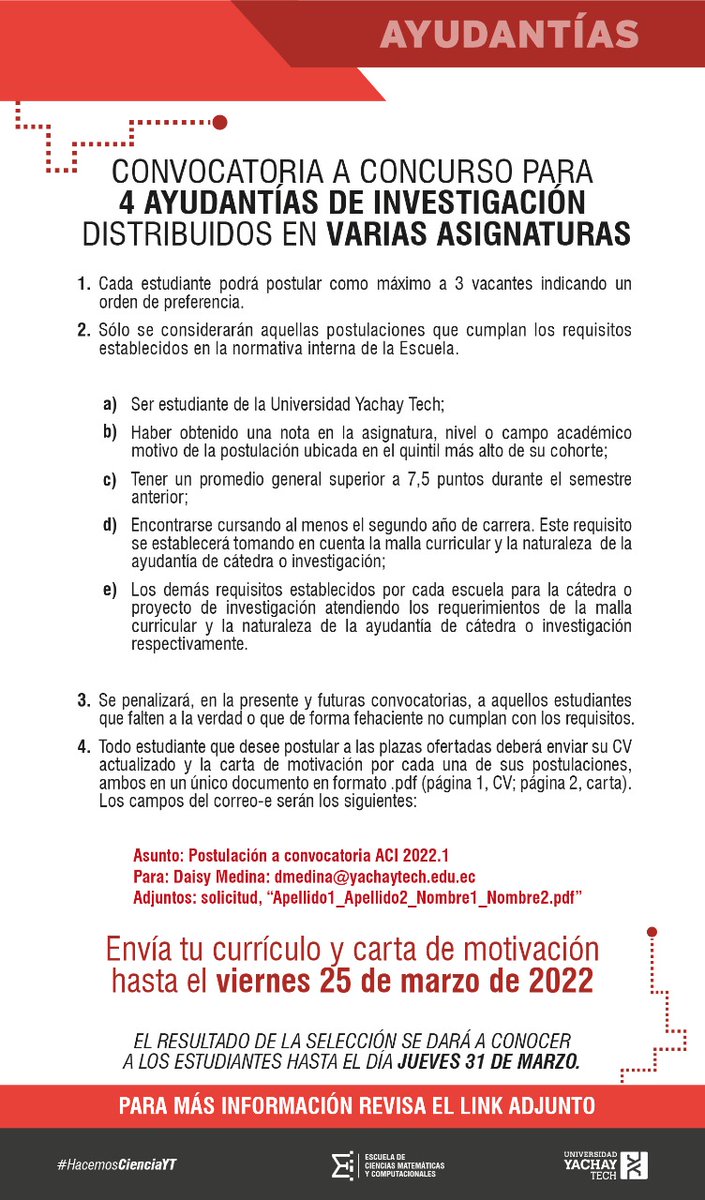 AYUDANTÍAS
CONVOCATORIA A CONCURSO PARA
4 AYUDANTÍAS DE INVESTIGACIÓN
DISTRIBUIDOS EN VARIAS ASIGNATURAS
1. Cada estudiante podrá postular como máximo a 3 vacantes indicando un
orden de preferencia.
2. Sólo se considerarán aquellas postulaciones que cumplan los requisitos
establecidos en la normativa interna de la Escuela.
a) Ser estudiante de la Universidad Yachay Tech;
b) Haber obtenido una nota en la asignatura, nivel o campo académico
motivo de la postulación ubicada en el quintil más alto de su cohorte;
c) Tener un promedio general superior a 7,5 puntos durante el semestre
anterior;
d) Encontrarse cursando al menos el segundo año de carrera. Este requisito
se establecerá tomando en cuenta la malla curricular y la naturaleza de la
ayudantía de cátedra o investigación;
e) Los demás requisitos establecidos por cada escuela para la cátedra o
proyecto de investigación atendiendo los requerimientos de la malla
curricular y la naturaleza de la ayudantía de cátedra o investigación
respectivamente.
3. Se penalizará, en la presente y futuras convocatorias, a aquellos estudiantes
que falten a la verdad o que de forma fehaciente no cumplan con los requisitos.
4. Todo estudiante que desee postular a las plazas ofertadas deberá enviar su CV
actualizado y la carta de motivación por cada una de sus postulaciones,
ambos en un único documento en formato .pdf (página 1, CV; página 2, carta).
Los campos del correo-e serán los siguientes:
Asunto: Postulación a convocatoria ACI 2022.1
Para: Daisy Medina: dmedina@yachaytech.edu.ec
Adjuntos: solicitud, “Apellido1_Apellido2_Nombre1_Nombre2.pdf”
Envía tu currículo y carta de motivación
hasta el viernes 25 de marzo de 2022
EL RESULTADO DE LA SELECCIÓN SE DARÁ A CONOCER
A LOS ESTUDIANTES HASTA EL DÍA JUEVES 31 DE MARZO.
PARA MÁS INFORMACIÓN REVISA EL LINK ADJUNTO
#HacemosCienciaYT
ESCUELA DE
CIENCIAS MATEMÁTICAS
Y COMPUTACIONALES
UNIVERSIDAD
YACHAY
TECH